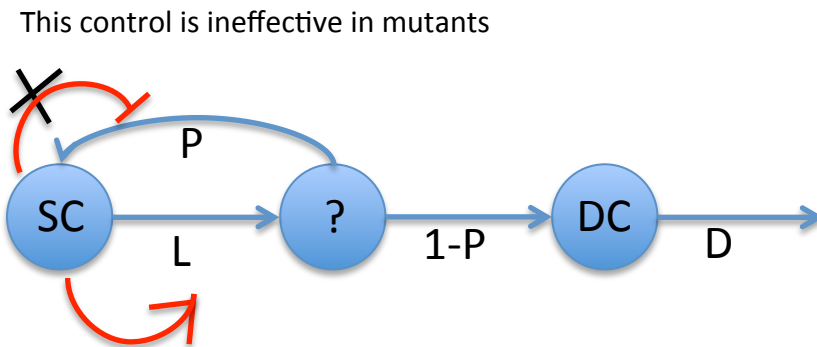 This control is ineffective in mutants
P
SC
?
DC
L
1-P
D